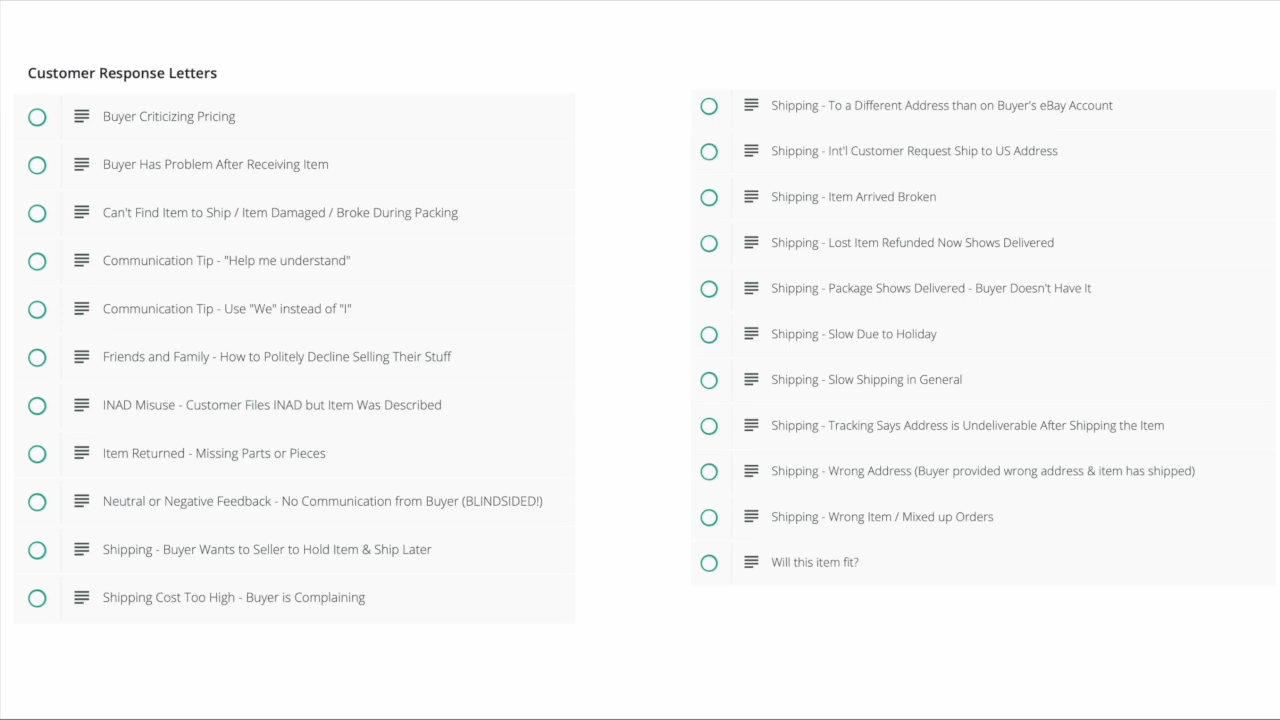 Customer Response Letters
Buyer Criticizing Pricing
Buyer Has Problem After Receiving Item
Can't Find Item to Ship / Item Damaged / Broke During Packing
Communication Tip - "Help me understand"
Communication Tip - Use "We" instead of "I"
Friends and Family - How to Politely Decline Selling Their Stuff
INAD Misuse - Customer Files INAD but Item Was Described
Item Returned - Missing Parts or Pieces
Neutral or Negative Feedback - No Communication from Buyer (BLINDSIDED!)
Shipping - Buyer Wants to Seller to Hold Item & Ship Later
Shipping Cost Too High - Buyer is Complaining
Shipping - To a Different Address than on Buyer's eBay Account
Shipping - Int'l Customer Request Ship to US Address
Shipping - Item Arrived Broken
Shipping - Lost Item Refunded Now Shows Delivered
Shipping - Package Shows Delivered - Buyer Doesn't Have It
Shipping - Slow Due to Holiday
Shipping - Slow Shipping in General
Shipping - Tracking Says Address is Undeliverable After Shipping the Item
Shipping - Wrong Address (Buyer provided wrong address & item has shipped)
Shipping - Wrong Item / Mixed up Orders
Will this item fit?